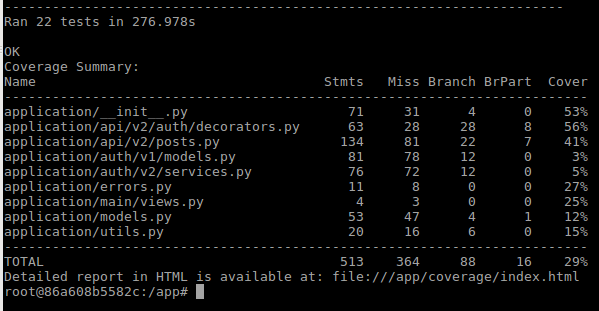 ----------------------------------------------------------------------
Ran 22 tests in 276.978s
OK
Coverage Summary:
Name Stmts Miss Branch BrPart Cover
-------------------------------------------------------------------------
application/__init__.py 71 31 4 0 53%
application/api/v2/auth/decorators.py 63 28 28 8 56%
application/api/v2/posts.py 134 81 22 7 41%
application/auth/v1/models.py 81 78 12 0 3%
application/auth/v2/services.py 76 72 12 0 5%
application/errors.py 11 8 0 0 27%
application/main/views.py 4 3 0 0 25%
application/models.py 53 47 4 1 12%
application/utils.py 20 16 6 0 15%
-------------------------------------------------------------------------
TOTAL 513 364 88 16 29%
Detailed report in HTML is available at: file:///app/coverage/index.html
root@86a608b5582c:/app#